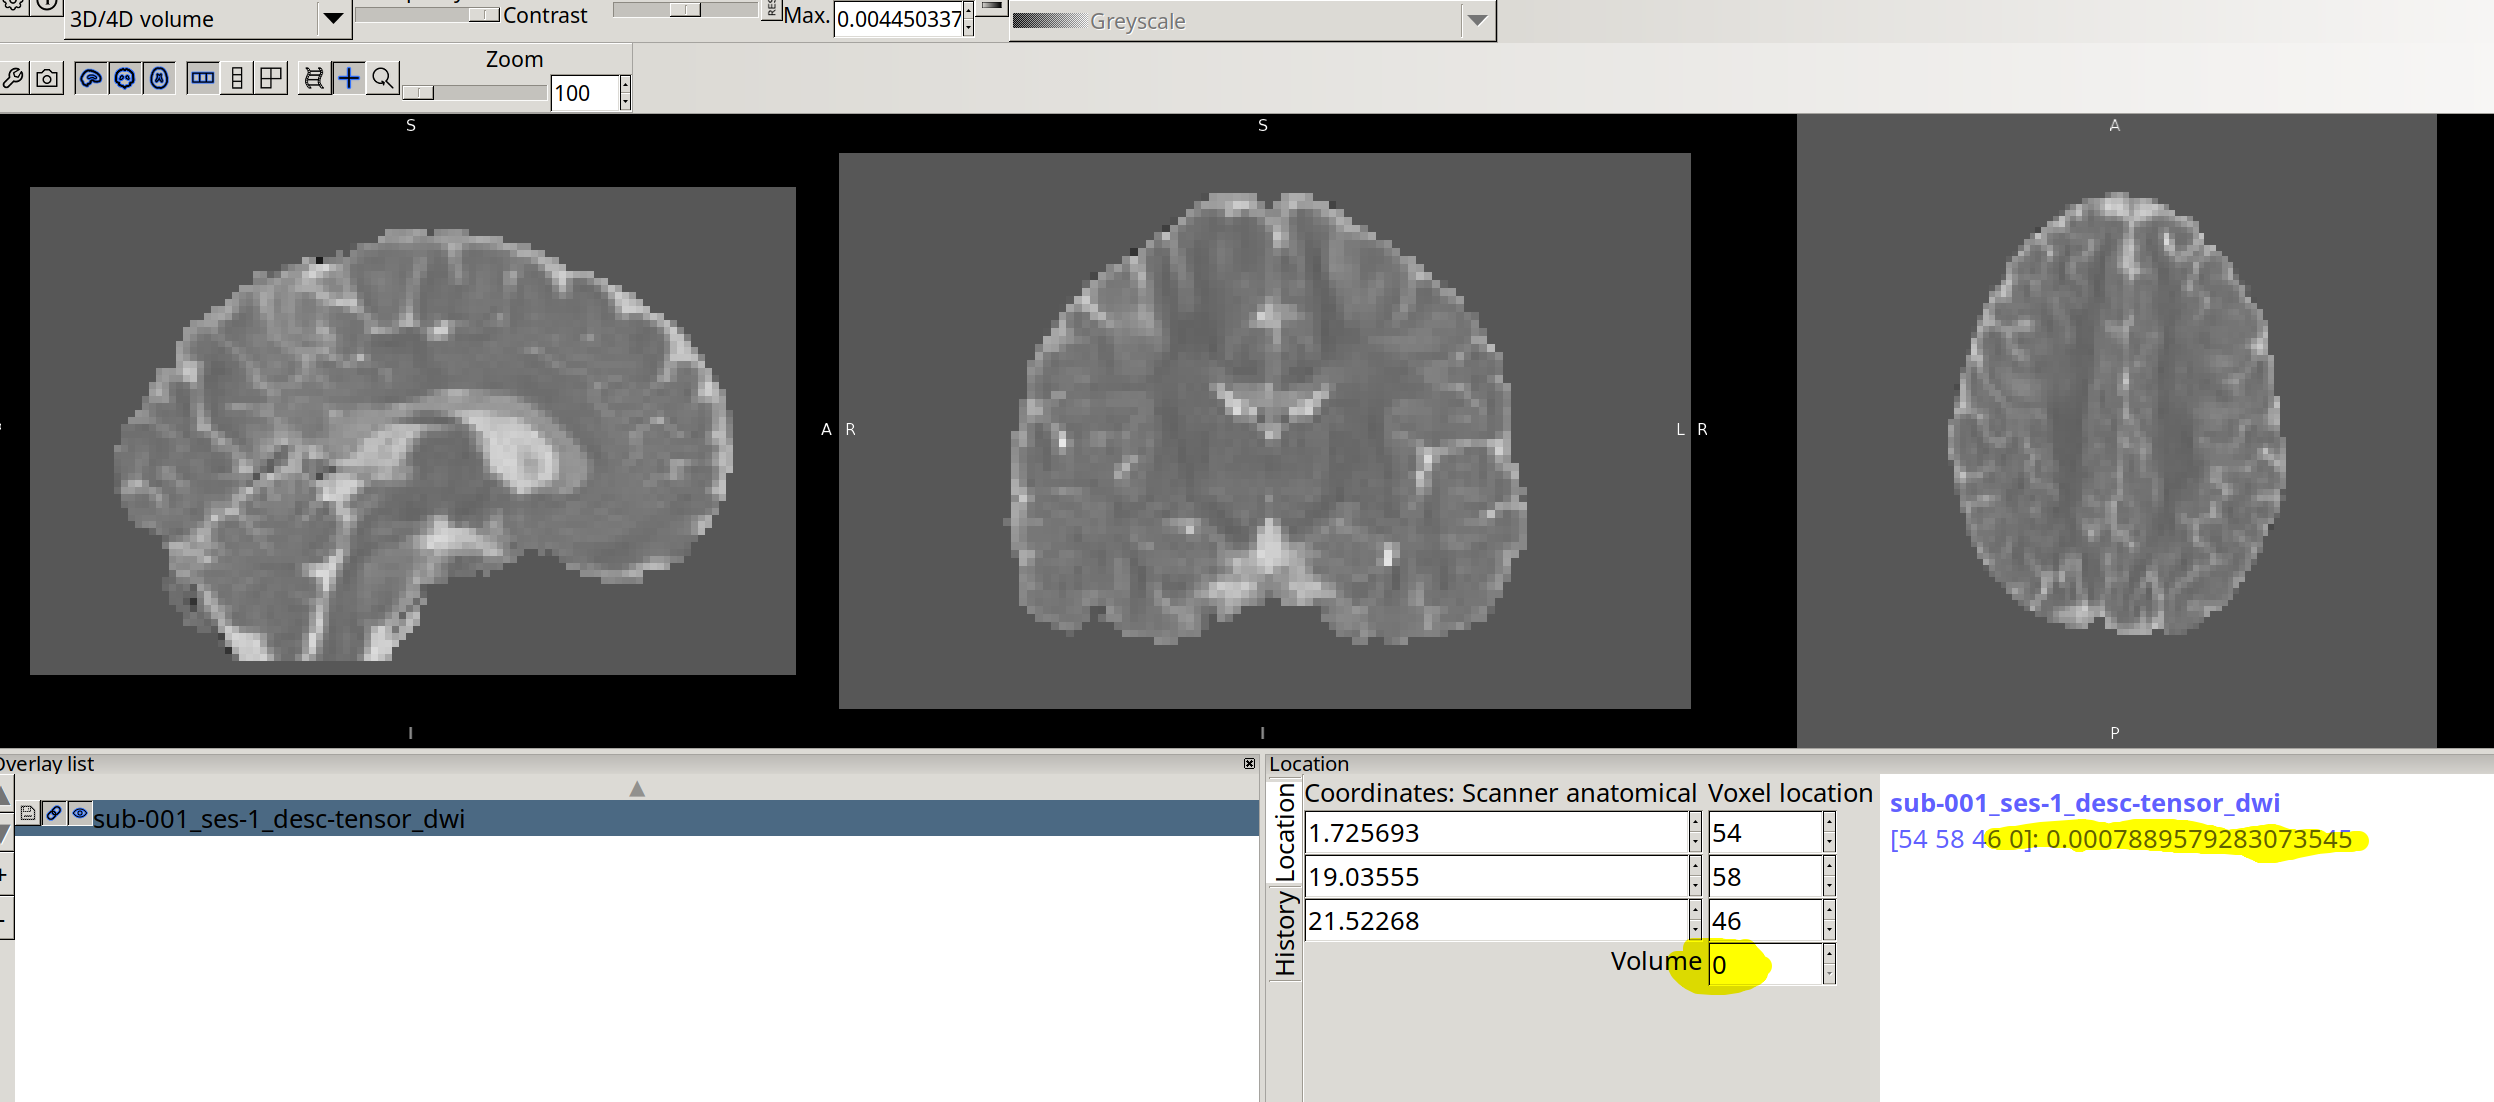 3D/4D volume
Contrast
RES
Max.
0.004450337
Greyscale
Zoom
100
S
S
A
A
R
L
R
I
I
P
Overlay list
Location
sub-001_ses-1_desc-tensor_dwi
Location
History
Coordinates: Scanner anatomical
Voxel location
1.725693
54
19.03555
58
21.52268
46
Volume
0
sub-001_ses-1_desc-tensor_dwi
[54 58 46 0]: 0.0007889579283073545